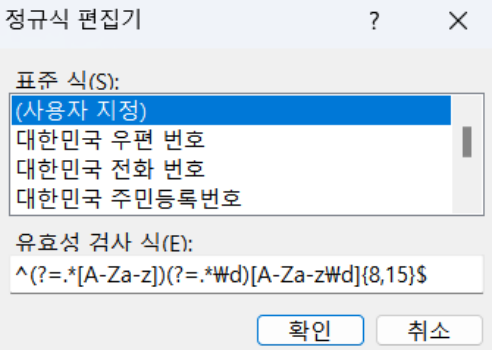 정규식 편집기
?
×
표준 식(S):
(사용자 지정)
대한민국 우편 번호
대한민국 전화 번호
대한민국 주민등록번호
유효성 검사 식(E):
^(?=.*[A-Za-z])(?=.*₩d)[A-Za-z₩d]{8,15}$
확인
취소